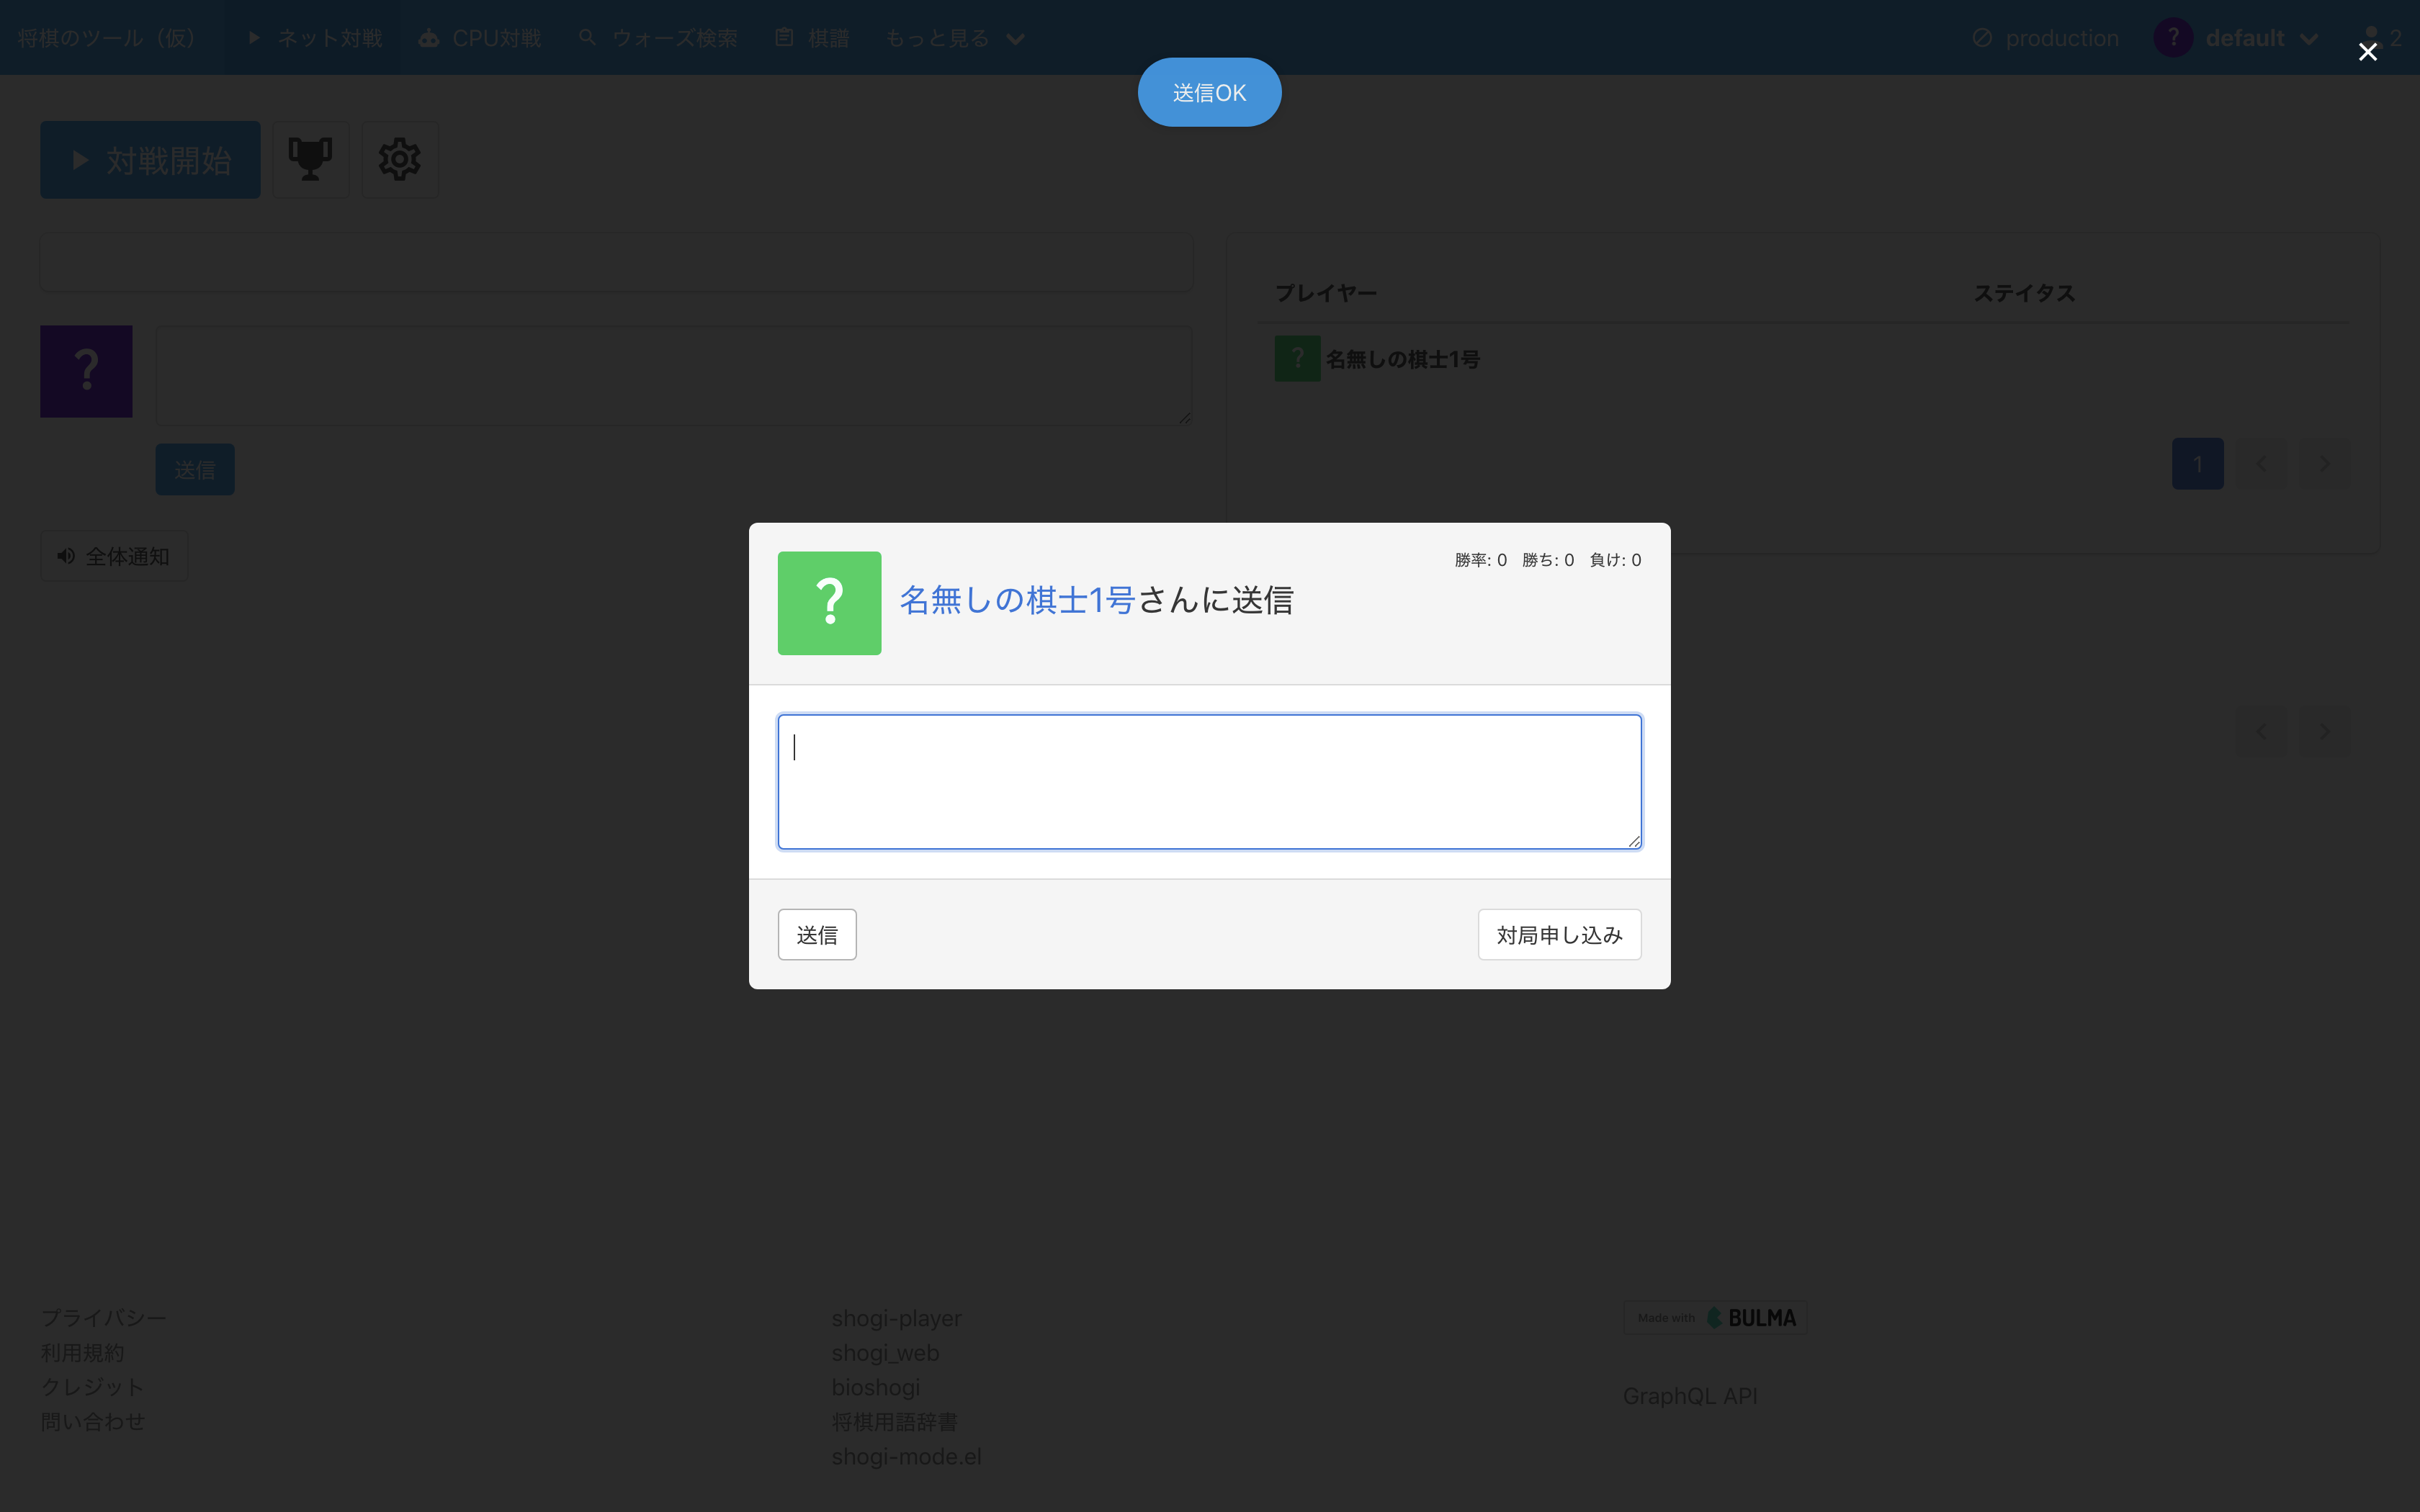 将棋のツール（仮） ネット対戦 CPU対戦 ウォーズ検索 棋譜 もっと見る production ? default 2
送信OK
対戦開始
プレイヤー ステイタス
? 名無しの棋士1号
?
送信
1
全体通知
勝率: 0 勝ち: 0 負け: 0
? 名無しの棋士1号さんに送信
送信 対局申し込み
プライバシー
利用規約
クレジット
問い合わせ
shogi-player
shogi_web
bioshogi
将棋用語辞書
shogi-mode.el
Made with BULMA
GraphQL API